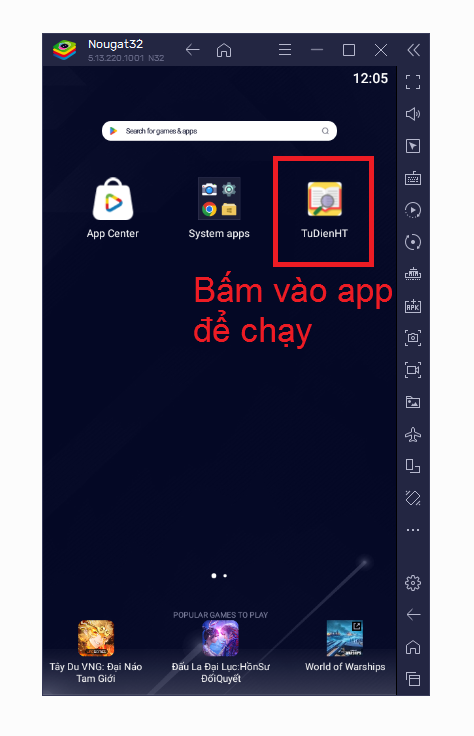 Nougat32
5.13.220.1001 N32
12:05
Search for games & apps
App Center
System apps
TuDienHT
Bấm vào app
để chạy
POPULAR GAMES TO PLAY
Tây Du VNG: Đại Náo
Tam Giới
Đấu La Đại Lục:HồnSư
ĐốiQuyết
World of Warships